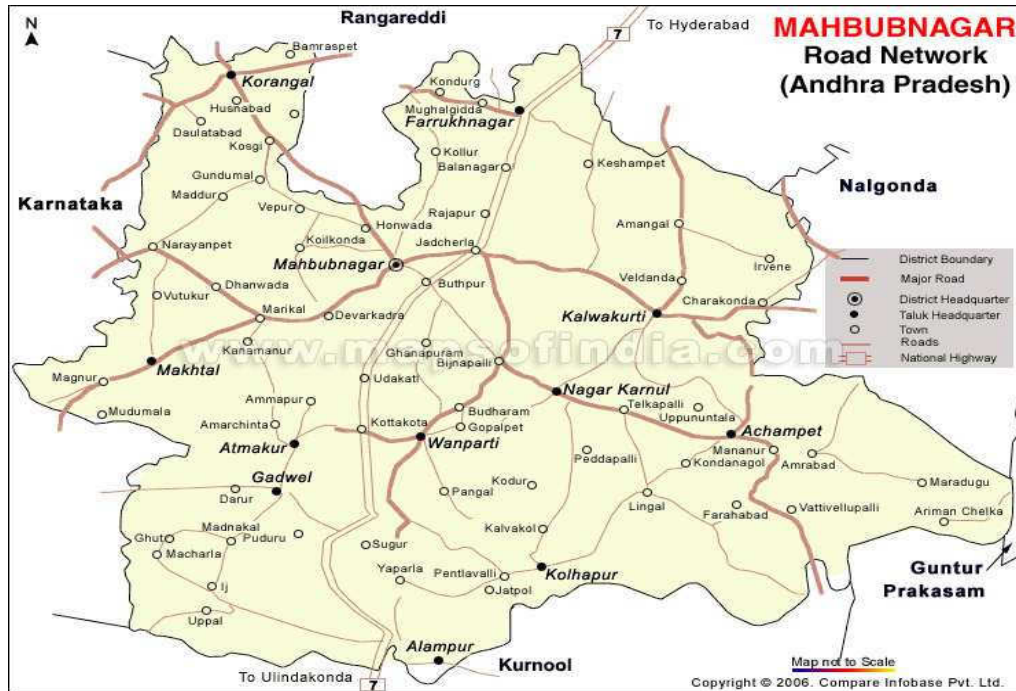 N
Rangareddi
To Hyderabad
7
MAHBUBNAGAR
Road Network
(Andhra Pradesh)
Bamraspet
Korangal
Husnabad
Daulatabad
Kosgi
Kondurg
Mughalgidda
Farrukhnagar
Kollur
Balanagar
Keshampet
Gundumal
Maddur
Karnataka
Nalgonda
Vepur
Honwada
Rajapur
Amangal
Narayanpet
Koilkonda
Jadcherla
Mahbubnagar
Irvene
Dhanwada
Buthpur
Veldanda
Vutukur
Charakonda
Marikal
Devarkadra
Kalwakurti
District Boundary
Major Road
District Headquarter
Taluk Headquarter
Town
Roads
National Highway
www.mapsofindia.com
Kanamanur
Ghanapuram
Bijnapaili
Makhtal
Magnur
Udakatl
Nagar Karnul
Mudumala
Ammapur
Budharam
Telkapalli
Uppununtala
Amarchinta
Kottakota
Gopalpet
Achampet
Atmakur
Wanparti
Mananur
Amrabad
Peddapalli
Kondanagol
Gadwel
Darur
Pangal
Kodur
Lingal
Maradugu
Farahabad
Vattivellupalli
Ariman Chelka
Madnakal
Ghut
Puduru
Kalvakol
Macharla
Sugur
Yaparla
Pentlavalli
Kolhapur
Guntur
Prakasam
Ij
Jatpol
Uppal
Alampur
Kurnool
To Ulindakonda
7
Map not to Scale
Copyright © 2006. Compare Infobase Pvt. Ltd.